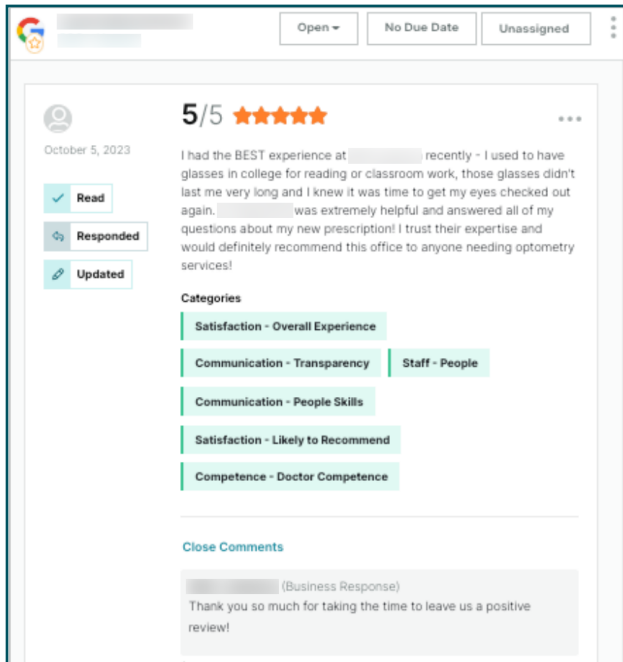 Open
No Due Date
Unassigned
5/5
October 5, 2023
Read
Responded
Updated
I had the BEST experience at recently - I used to have
glasses in college for reading or classroom work, those glasses didn't
last me very long and I knew it was time to get my eyes checked out
again. was extremely helpful and answered all of my
questions about my new prescription! I trust their expertise and
would definitely recommend this office to anyone needing optometry
services!
Categories
Satisfaction - Overall Experience
Communication - Transparency
Staff - People
Communication - People Skills
Satisfaction - Likely to Recommend
Competence - Doctor Competence
Close Comments
(Business Response)
Thank you so much for taking the time to leave us a positive
review!